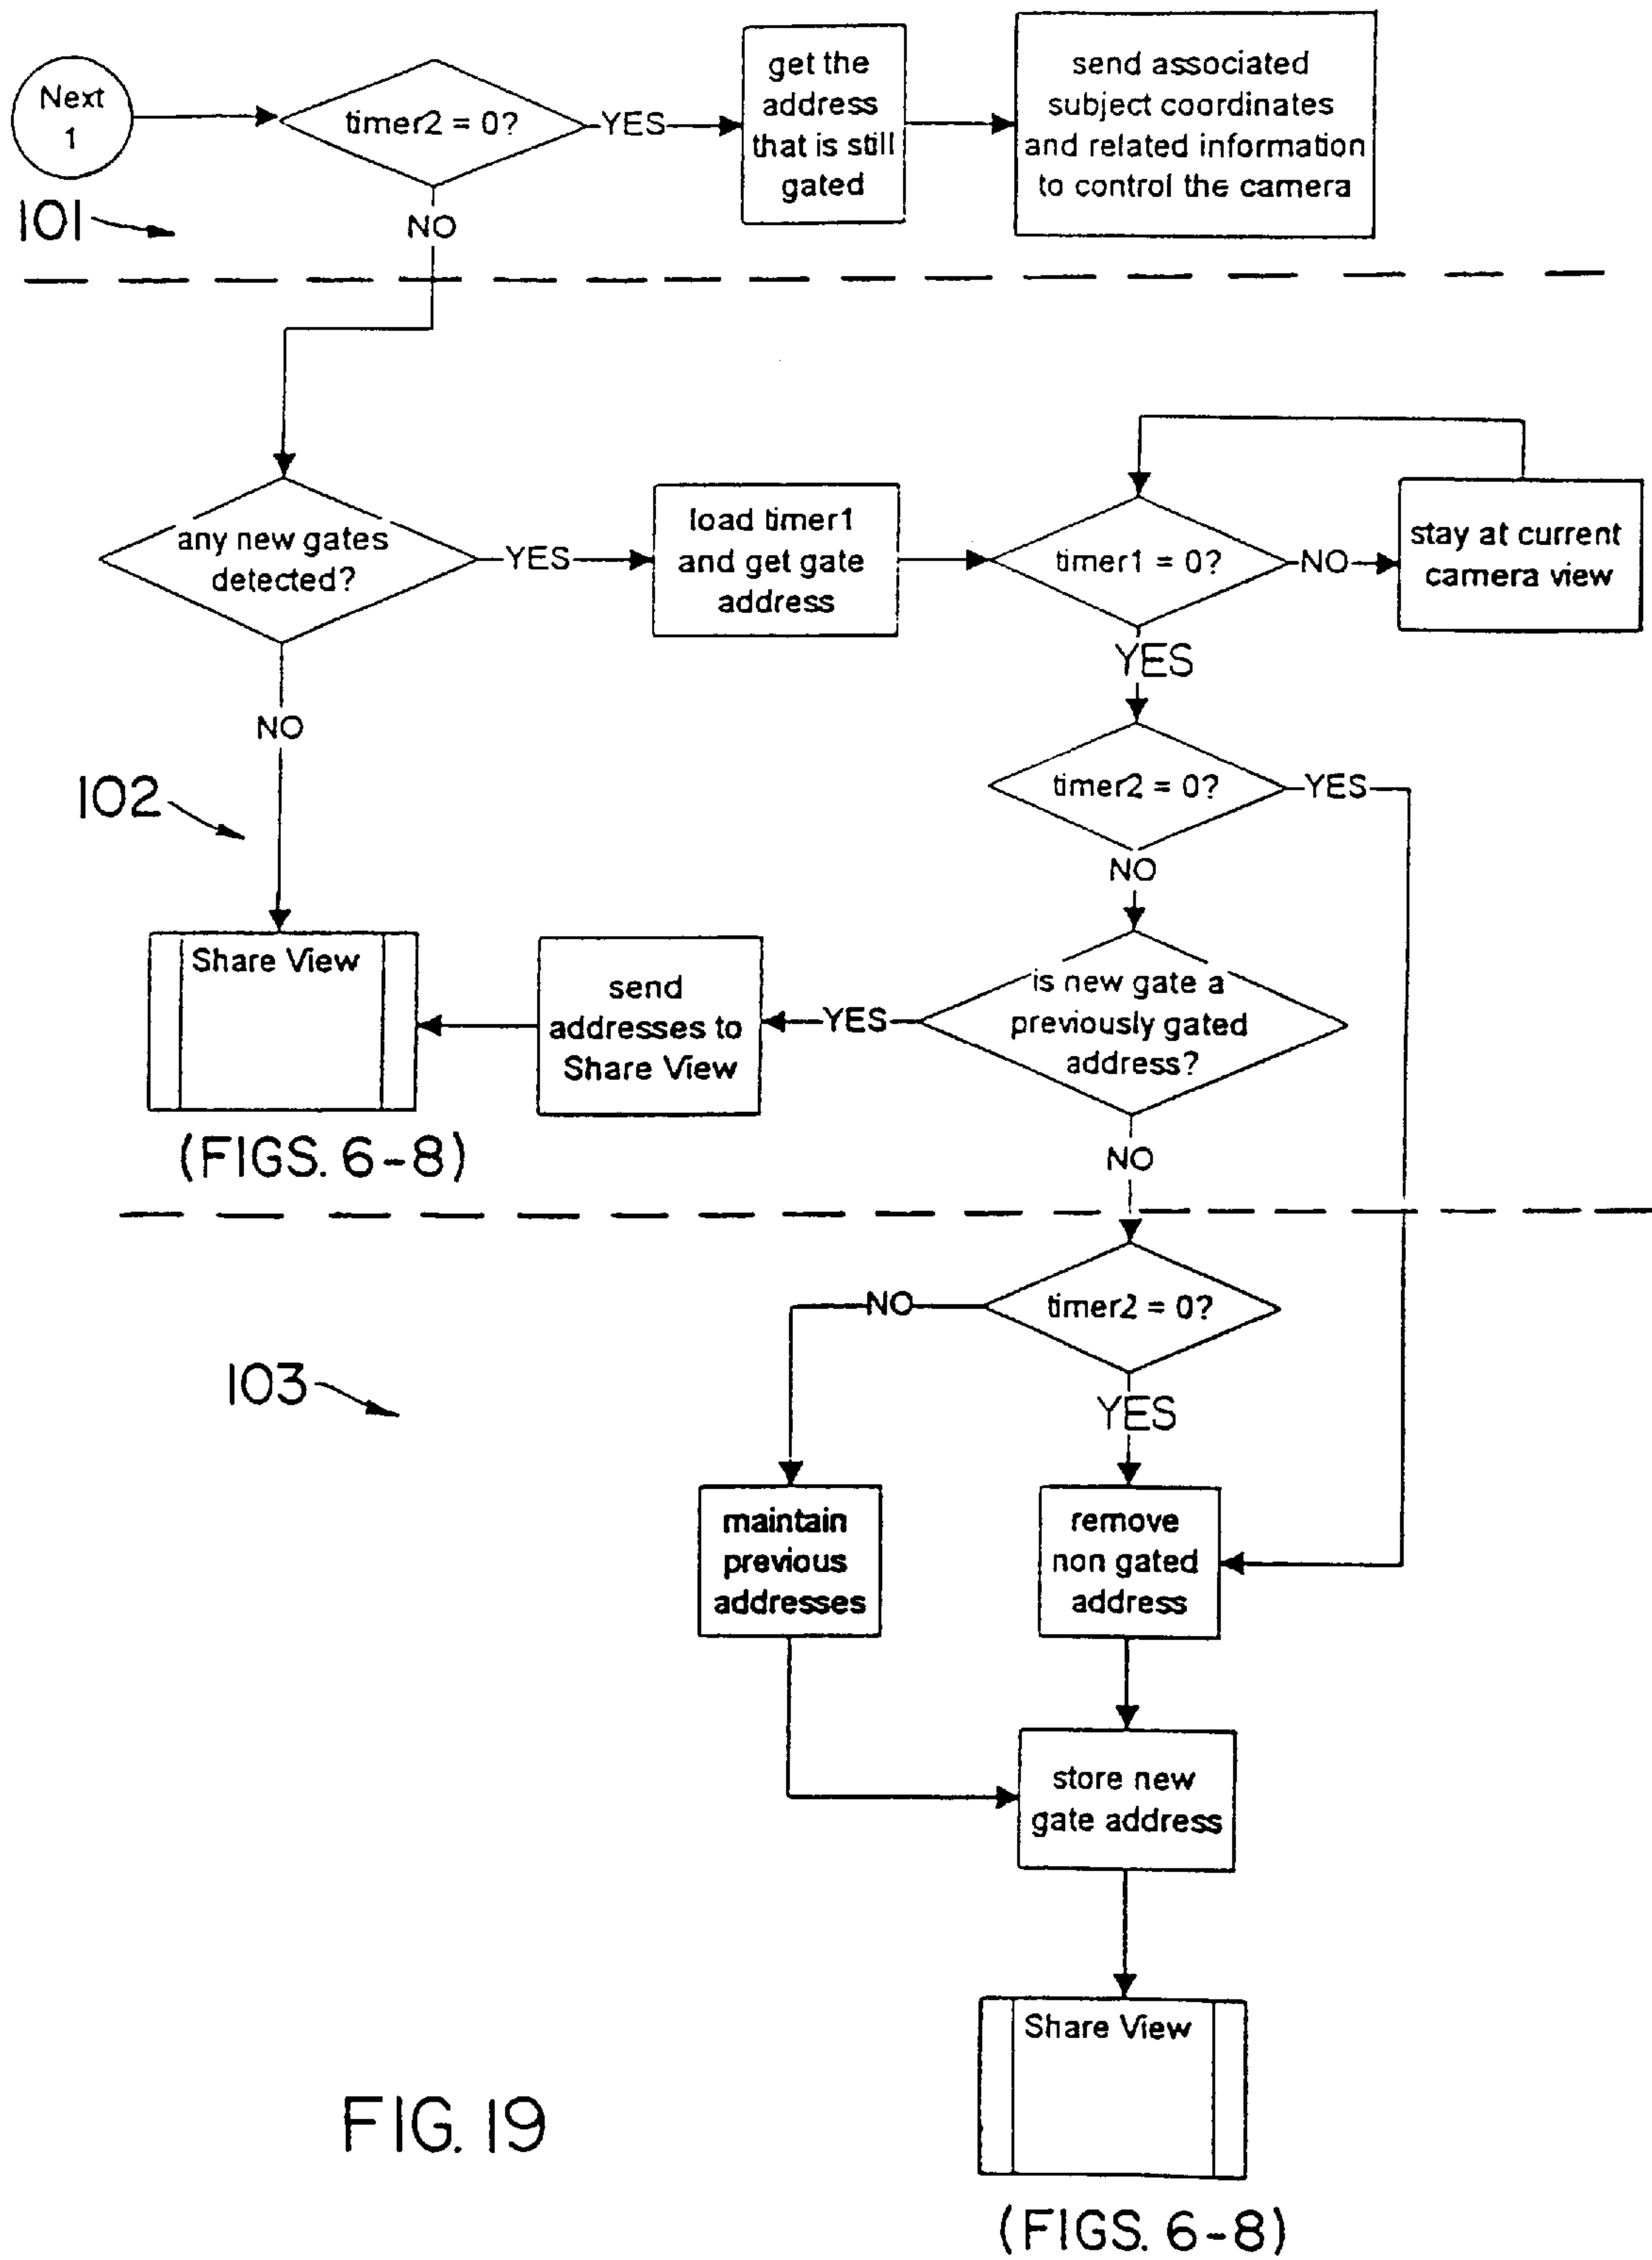 Next
1
timer2 = 0?
YES
get the
address
that is still
gated
send associated
subject coordinates
and related information
to control the camera
101
NO
any new gates
detected?
YES
load timer1
and get gate
address
timer1 = 0?
NO
stay at current
camera view
YES
NO
timer2 = 0?
YES
102
NO
Share View
send
addresses to
Share View
YES
is new gate a
previously gated
address?
(FIGS. 6-8)
NO
timer2 = 0?
NO
103
YES
maintain
previous
addresses
remove
non gated
address
store new
gate address
Share View
FIG. 19
(FIGS. 6-8)